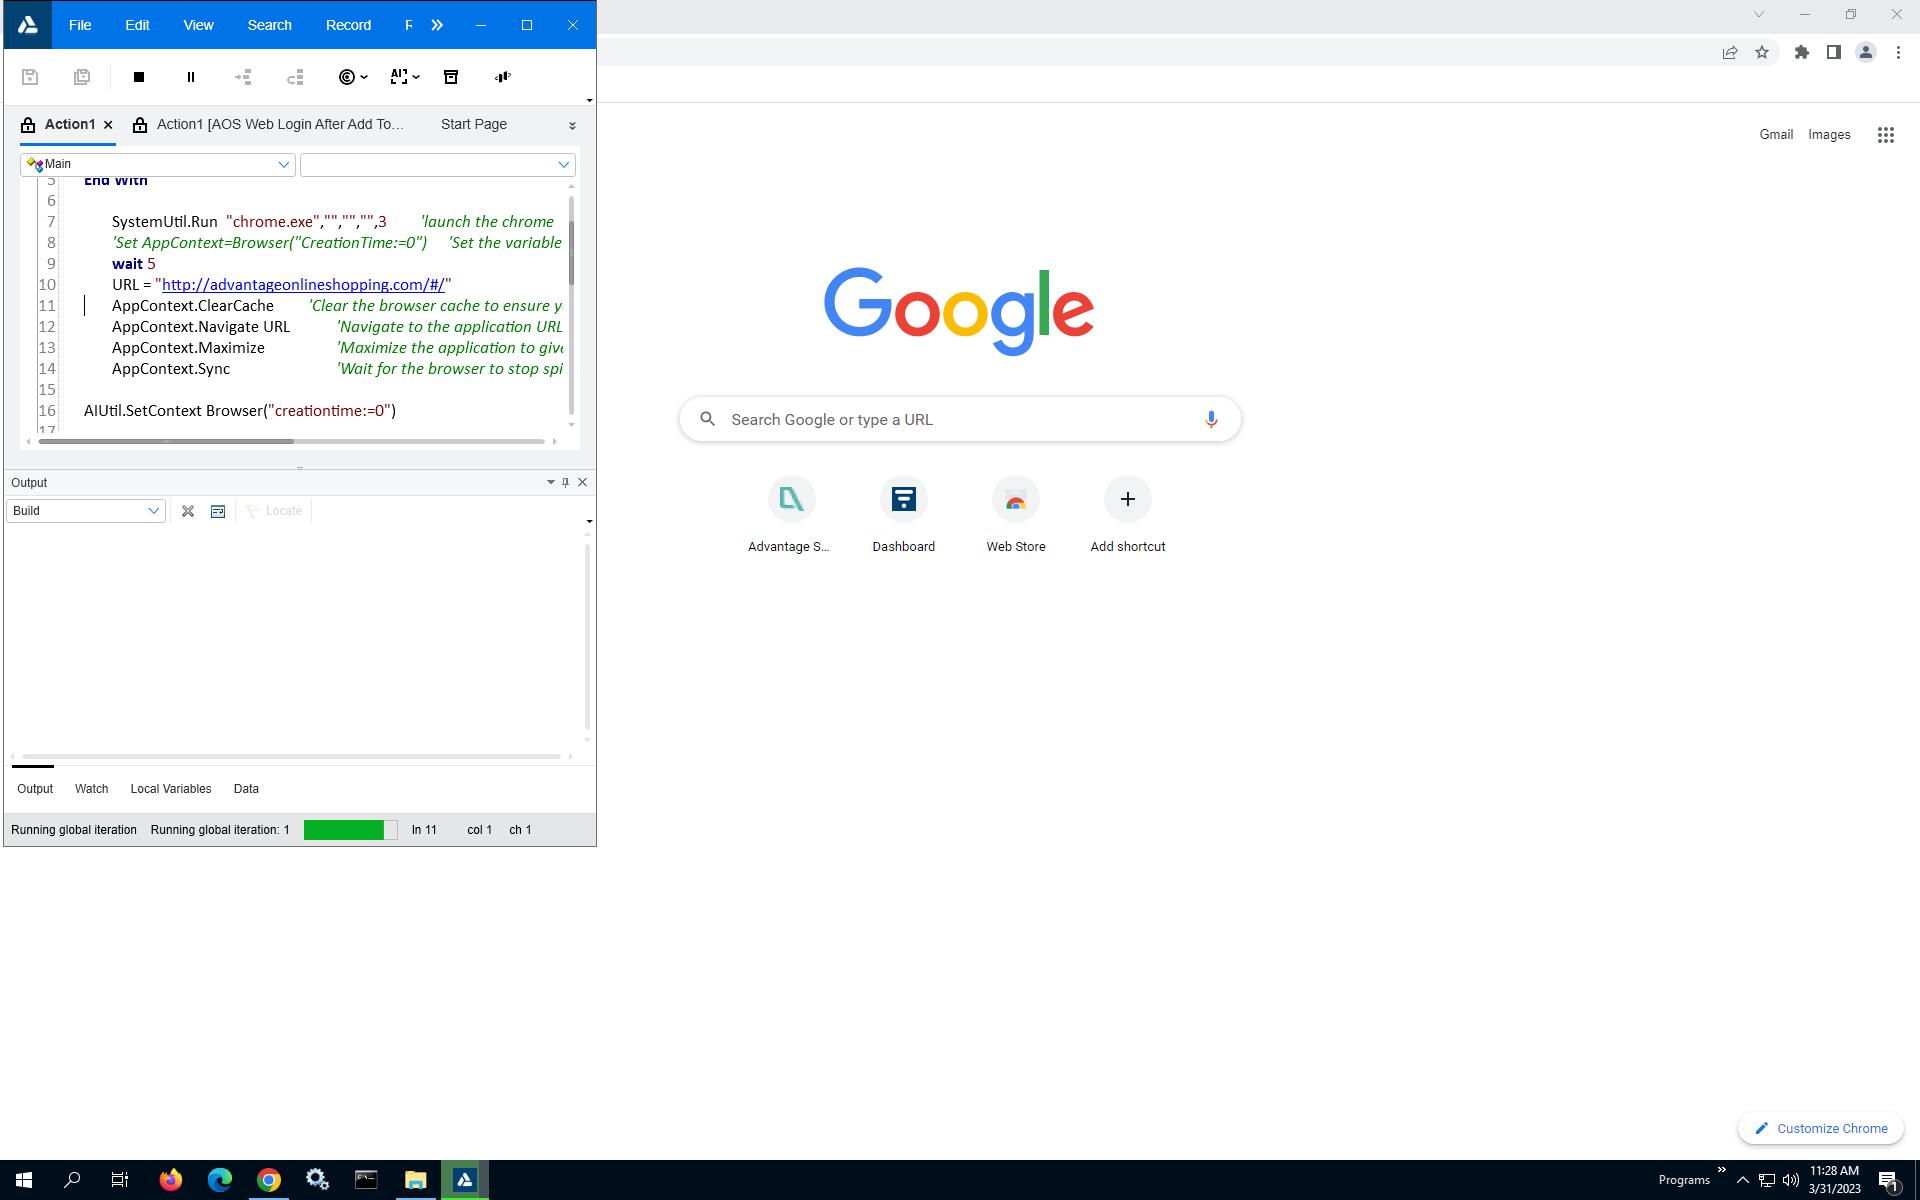 File Edit View Search Record
Action1 Action1 [AOS Web Login After Add To... Start Page
Main
5 End With
6
7 SystemUtil.Run "chrome.exe","","","",3 'launch the chrome
8 'Set AppContext=Browser("CreationTime:=0") 'Set the variable
9 wait 5
10 URL = "http://advantageonlineshopping.com/#/"
11 AppContext.ClearCache 'Clear the browser cache to ensure y
12 AppContext.Navigate URL 'Navigate to the application URL
13 AppContext.Maximize 'Maximize the application to give
14 AppContext.Sync 'Wait for the browser to stop spi
15
16 AIUtil.SetContext Browser("creationtime:=0")
17
Output
Build Locate
Output Watch Local Variables Data
Running global iteration Running global iteration: 1 ln 11 col 1 ch 1
Gmail Images
Google
Search Google or type a URL
Advantage S... Dashboard Web Store Add shortcut
Customize Chrome
Programs
11:28 AM
3/31/2023
1